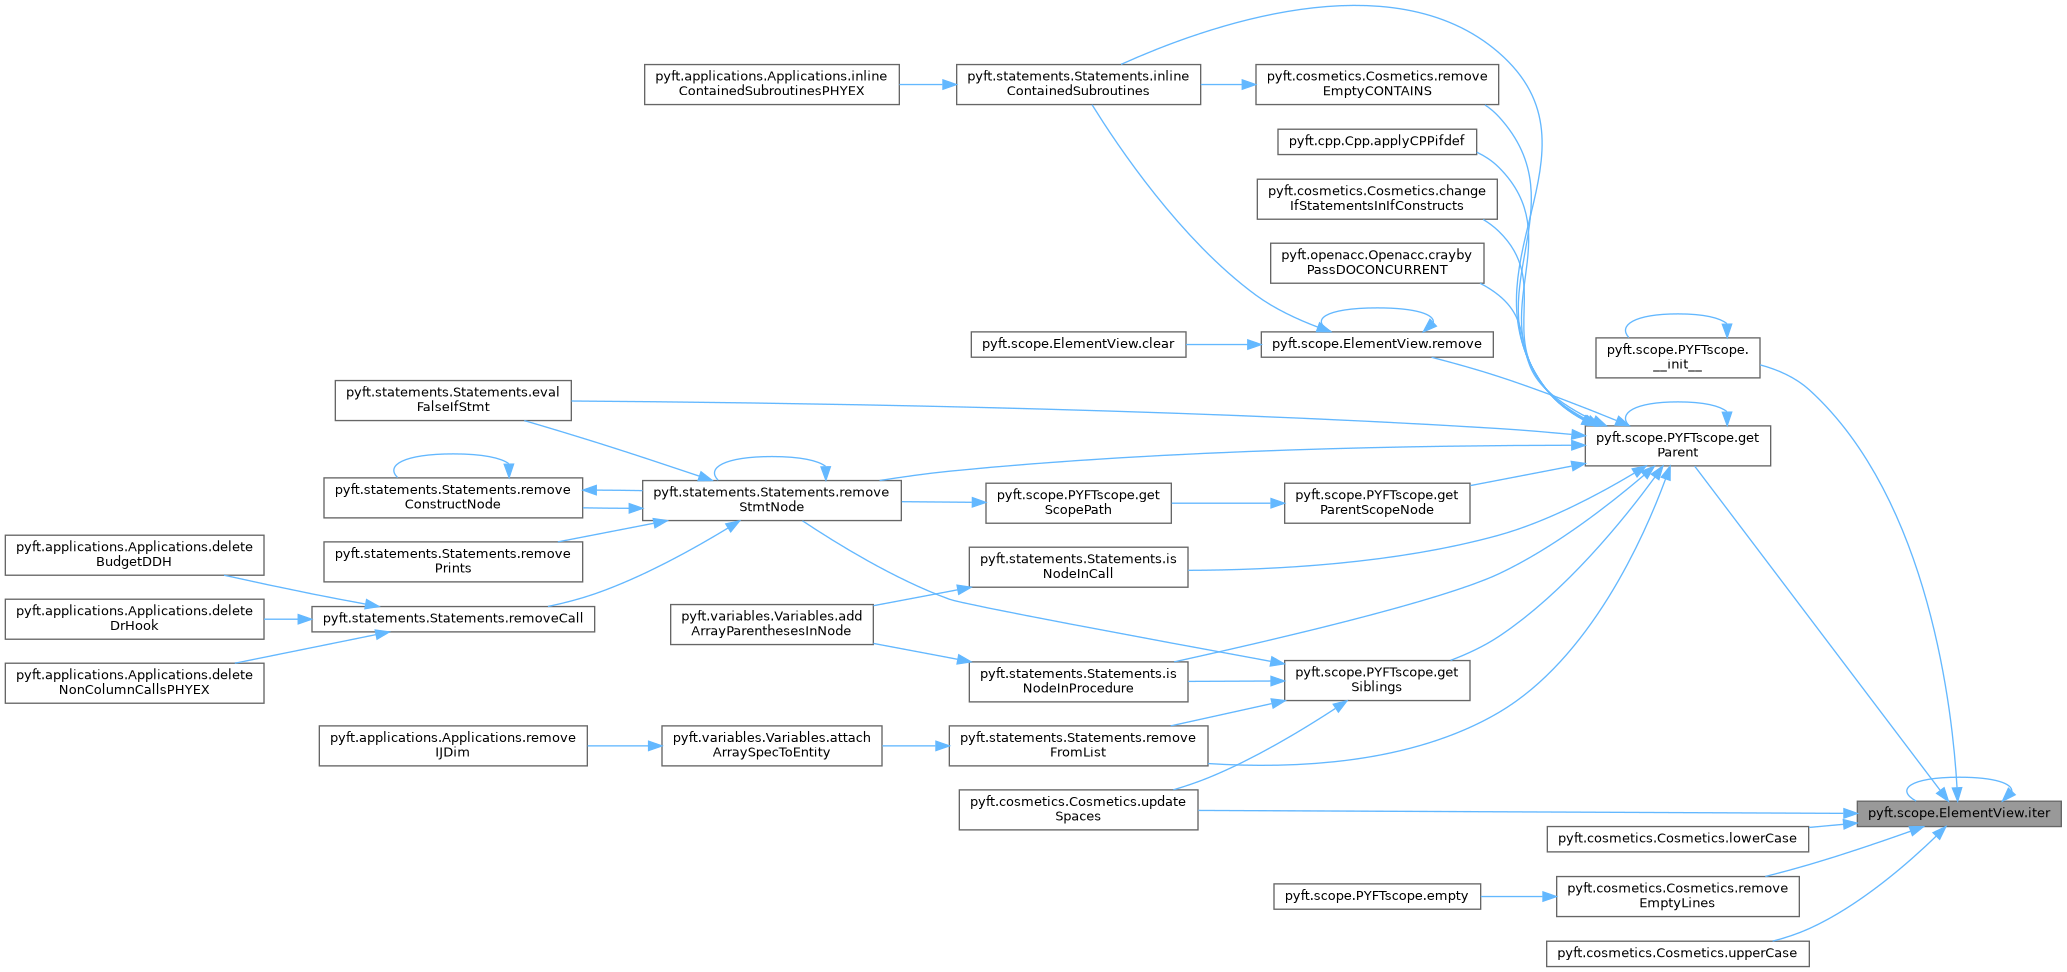 pyft.applications.Applications.inline
ContainedSubroutinesPHYEX
pyft.statements.Statements.inline
ContainedSubroutines
pyft.cosmetics.Cosmetics.remove
EmptyCONTAINS
pyft.cpp.Cpp.applyCPPifdef
pyft.cosmetics.Cosmetics.change
IfStatementsInIfConstructs
pyft.openacc.Openacc.crayby
PassDOCONCURRENT
pyft.scope.ElementView.clear
pyft.scope.ElementView.remove
pyft.scope.PYFTscope.
__init__
pyft.statements.Statements.eval
FalseIfStmt
pyft.scope.PYFTscope.get
Parent
pyft.statements.Statements.remove
ConstructNode
pyft.statements.Statements.remove
StmtNode
pyft.scope.PYFTscope.get
ScopePath
pyft.scope.PYFTscope.get
ParentScopeNode
pyft.applications.Applications.delete
BudgetDDH
pyft.statements.Statements.remove
Prints
pyft.statements.Statements.is
NodeInCall
pyft.applications.Applications.delete
DrHook
pyft.statements.Statements.removeCall
pyft.variables.Variables.add
ArrayParenthesesInNode
pyft.applications.Applications.delete
NonColumnCallsPHYEX
pyft.statements.Statements.is
NodeInProcedure
pyft.scope.PYFTscope.get
Siblings
pyft.applications.Applications.remove
IJDim
pyft.variables.Variables.attach
ArraySpecToEntity
pyft.statements.Statements.remove
FromList
pyft.cosmetics.Cosmetics.update
Spaces
pyft.scope.ElementView.iter
pyft.cosmetics.Cosmetics.lowerCase
pyft.scope.PYFTscope.empty
pyft.cosmetics.Cosmetics.remove
EmptyLines
pyft.cosmetics.Cosmetics.upperCase